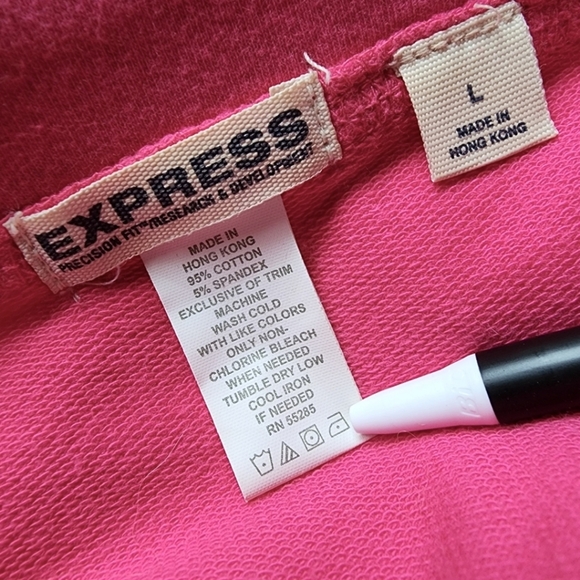 EXPRESS
PRECISION FIT™/RESEARCH & DEVELOPMENT
L
MADE IN
HONG KONG
MADE IN
HONG KONG
95% COTTON
5% SPANDEX
EXCLUSIVE OF TRIM
MACHINE
WASH COLD
WITH LIKE COLORS
ONLY NON-
CHLORINE BLEACH
WHEN NEEDED
TUMBLE DRY LOW
COOL IRON
IF NEEDED
RN 55285